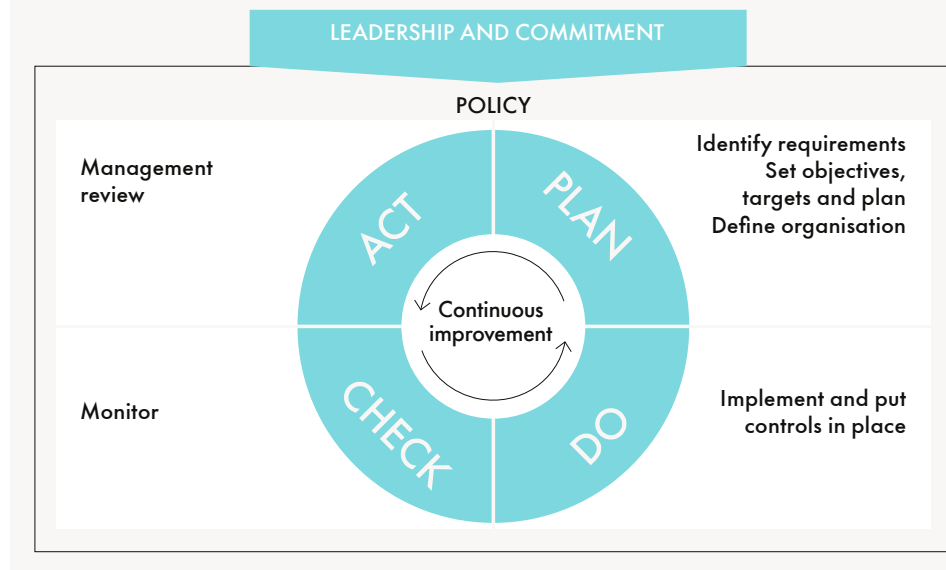 LEADERSHIP AND COMMITMENT
POLICY
Management
review
ACT
PLAN
Identify requirements
Set objectives,
targets and plan
Define organisation
Continuous
improvement
Monitor
CHECK
DO
Implement and put
controls in place